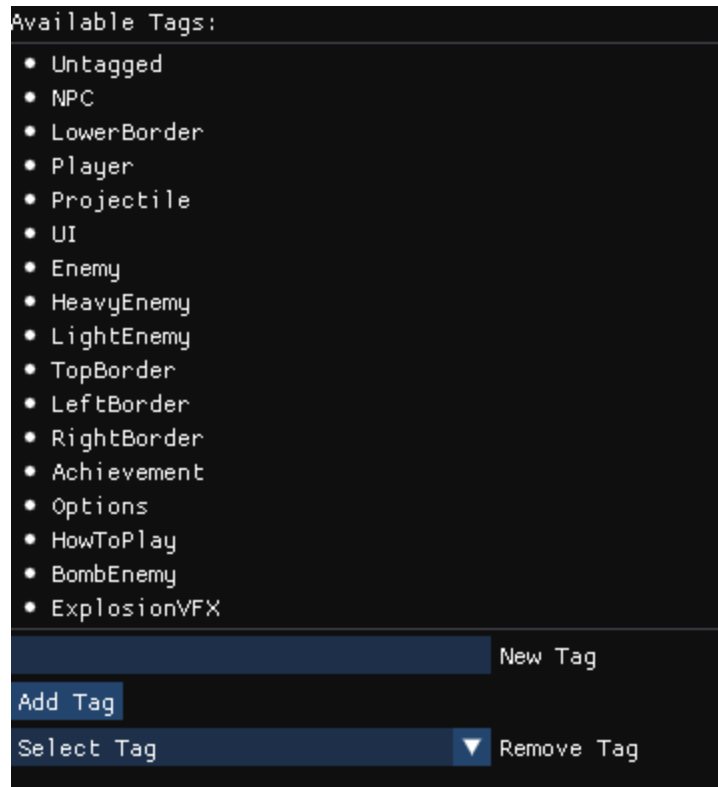 Available Tags:
Untagged
NPC
LowerBorder
Player
Projectile
UI
Enemy
HeavyEnemy
LightEnemy
TopBorder
LeftBorder
RightBorder
Achievement
Options
HowToPlay
BombEnemy
ExplosionVFX
New Tag
Add Tag
Select Tag Remove Tag